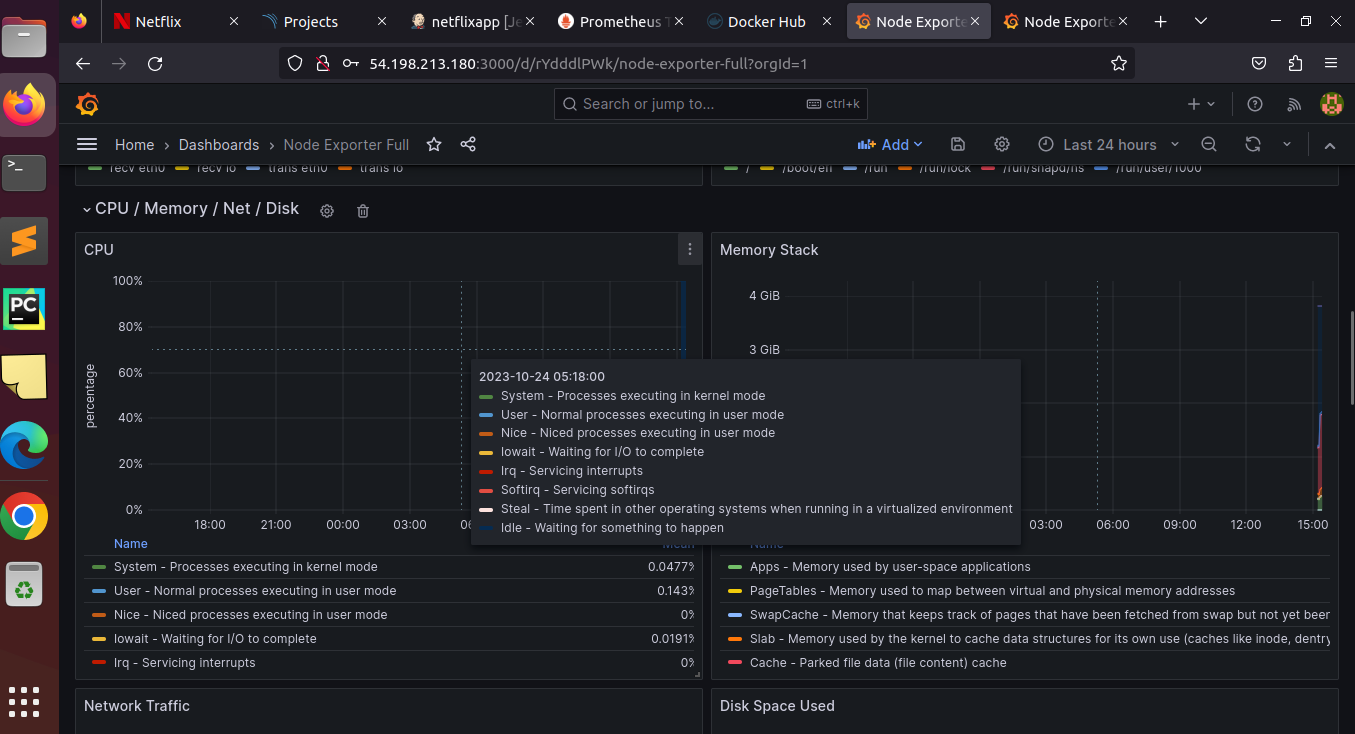 Netflix
Projects
netflixapp [Je
Prometheus T
Docker Hub
Node Exporte
Node Exporte
54.198.213.180:3000/d/rYdddlPWk/node-exporter-full?orgId=1
Search or jump to...
ctrl+k
Home › Dashboards › Node Exporter Full
Add
Last 24 hours
recv eth0 recv lo trans eth0 trans lo
/ /boot/efi /run /run/lock /run/snapd/ns /run/user/1000
CPU / Memory / Net / Disk
CPU
100%
80%
60%
40%
20%
0%
percentage
18:00 21:00 00:00 03:00
Name
Mean
System - Processes executing in kernel mode 0.0477%
User - Normal processes executing in user mode 0.143%
Nice - Niced processes executing in user mode 0%
Iowait - Waiting for I/O to complete 0.0191%
Irq - Servicing interrupts 0%
2023-10-24 05:18:00
System - Processes executing in kernel mode
User - Normal processes executing in user mode
Nice - Niced processes executing in user mode
Iowait - Waiting for I/O to complete
Irq - Servicing interrupts
Softirq - Servicing softirqs
Steal - Time spent in other operating systems when running in a virtualized environment
Idle - Waiting for something to happen
Memory Stack
4 GiB
3 GiB
03:00 06:00 09:00 12:00 15:00
Name
Apps - Memory used by user-space applications
PageTables - Memory used to map between virtual and physical memory addresses
SwapCache - Memory that keeps track of pages that have been fetched from swap but not yet been
Slab - Memory used by the kernel to cache data structures for its own use (caches like inode, dentry
Cache - Parked file data (file content) cache
Network Traffic
Disk Space Used
PC